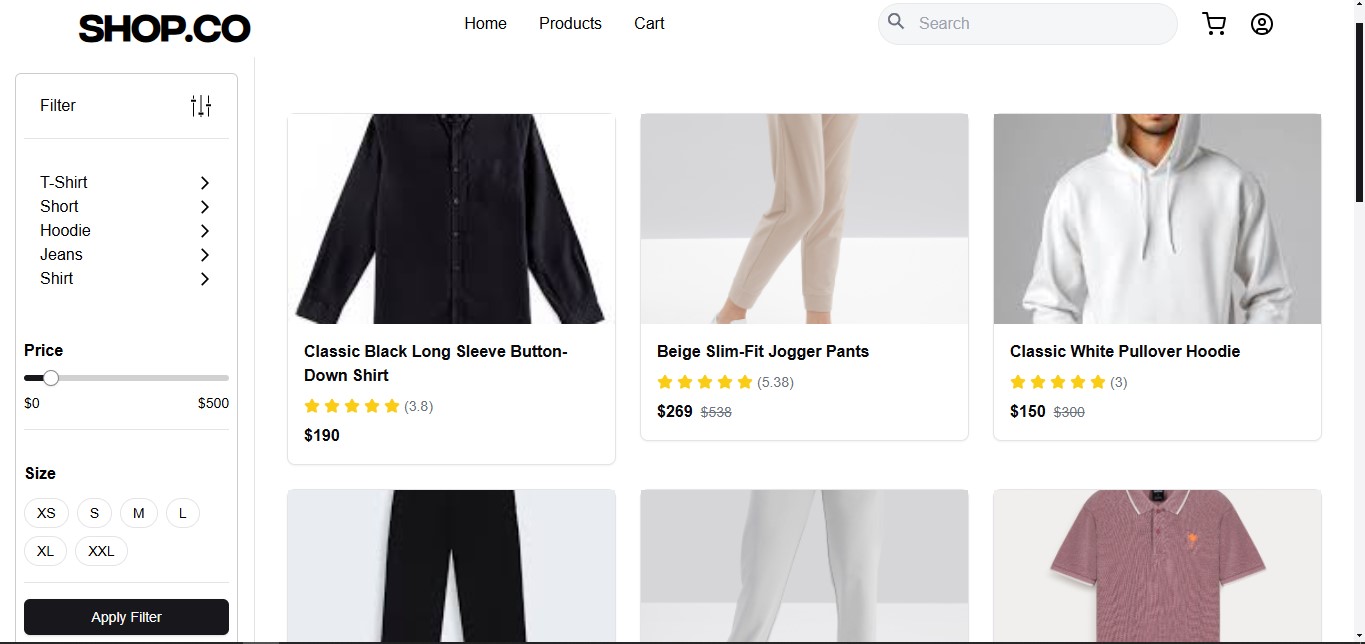 SHOP.CO
Home Products Cart
Search
Filter
T-Shirt
Short
Hoodie
Jeans
Shirt
Price
$0 $500
Size
XS S M L
XL XXL
Apply Filter
Classic Black Long Sleeve Button-
Down Shirt
(3.8)
$190
Beige Slim-Fit Jogger Pants
(5.38)
$269 $538
Classic White Pullover Hoodie
(3)
$150 $300